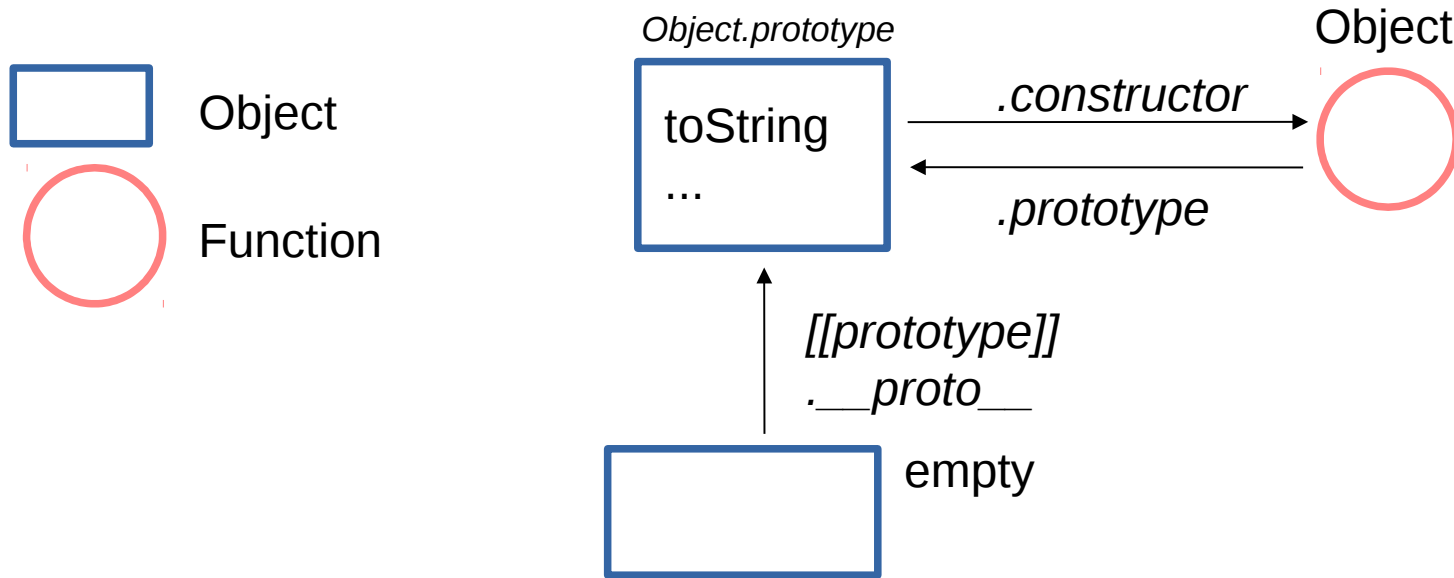 Object
Function
Object.prototype
toString
...
.constructor
Object
.prototype
[[prototype]]
.__proto__
empty